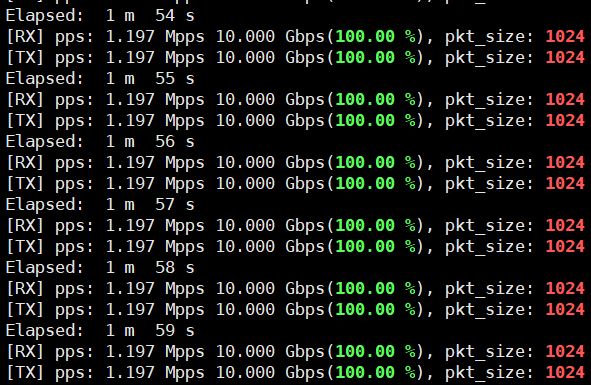 Elapsed:  1 m  54 s
[RX] pps: 1.197 Mpps 10.000 Gbps(100.00 %), pkt_size: 1024
[TX] pps: 1.197 Mpps 10.000 Gbps(100.00 %), pkt_size: 1024
Elapsed:  1 m  55 s
[RX] pps: 1.197 Mpps 10.000 Gbps(100.00 %), pkt_size: 1024
[TX] pps: 1.197 Mpps 10.000 Gbps(100.00 %), pkt_size: 1024
Elapsed:  1 m  56 s
[RX] pps: 1.197 Mpps 10.000 Gbps(100.00 %), pkt_size: 1024
[TX] pps: 1.197 Mpps 10.000 Gbps(100.00 %), pkt_size: 1024
Elapsed:  1 m  57 s
[RX] pps: 1.197 Mpps 10.000 Gbps(100.00 %), pkt_size: 1024
[TX] pps: 1.197 Mpps 10.000 Gbps(100.00 %), pkt_size: 1024
Elapsed:  1 m  58 s
[RX] pps: 1.197 Mpps 10.000 Gbps(100.00 %), pkt_size: 1024
[TX] pps: 1.197 Mpps 10.000 Gbps(100.00 %), pkt_size: 1024
Elapsed:  1 m  59 s
[RX] pps: 1.197 Mpps 10.000 Gbps(100.00 %), pkt_size: 1024
[TX] pps: 1.197 Mpps 10.000 Gbps(100.00 %), pkt_size: 1024